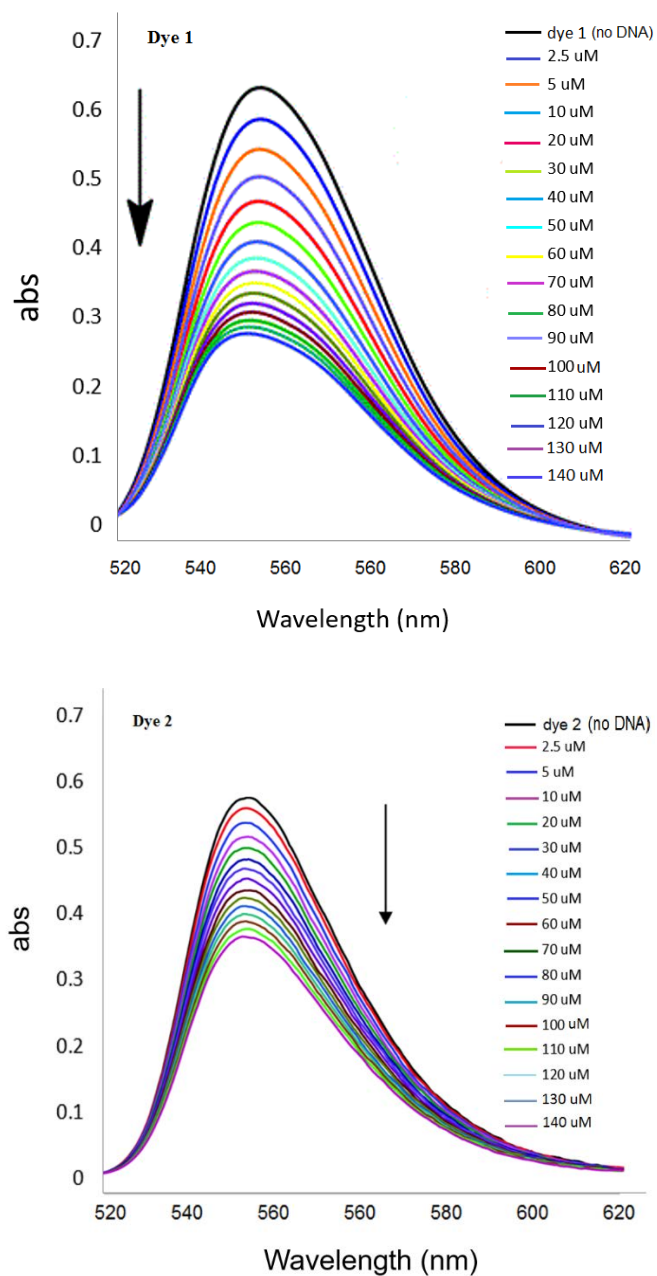 Dye 1
0.7
0.6
0.5
0.4
0.3
0.2
0.1
0
abs
dye 1 (no DNA)
2.5 uM
5 uM
10 uM
20 uM
30 uM
40 uM
50 uM
60 uM
70 uM
80 uM
90 uM
100 uM
110 uM
120 uM
130 uM
140 uM
520 540 560 580 600 620
Wavelength (nm)
Dye 2
0.7
0.6
0.5
0.4
0.3
0.2
0.1
0
abs
dye 2 (no DNA)
2.5 uM
5 uM
10 uM
20 uM
30 uM
40 uM
50 uM
60 uM
70 uM
80 uM
90 uM
100 uM
110 uM
120 uM
130 uM
140 uM
520 540 560 560 580 600 620
Wavelength (nm)